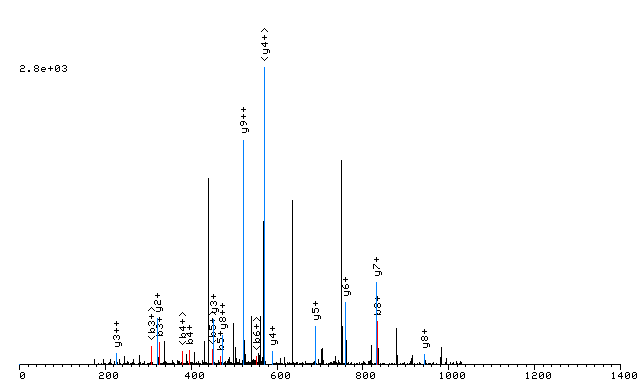 2.8e+03
<y4+>
y9++
y3++
<b3+>
b3+
y2+
<b4+>
b4+
<b5+>
y3+
b5+
y8++
<b6+>
y4+
y5+
y6+
y7+
b8+
y8+
0 200 400 600 800 1000 1200 1400